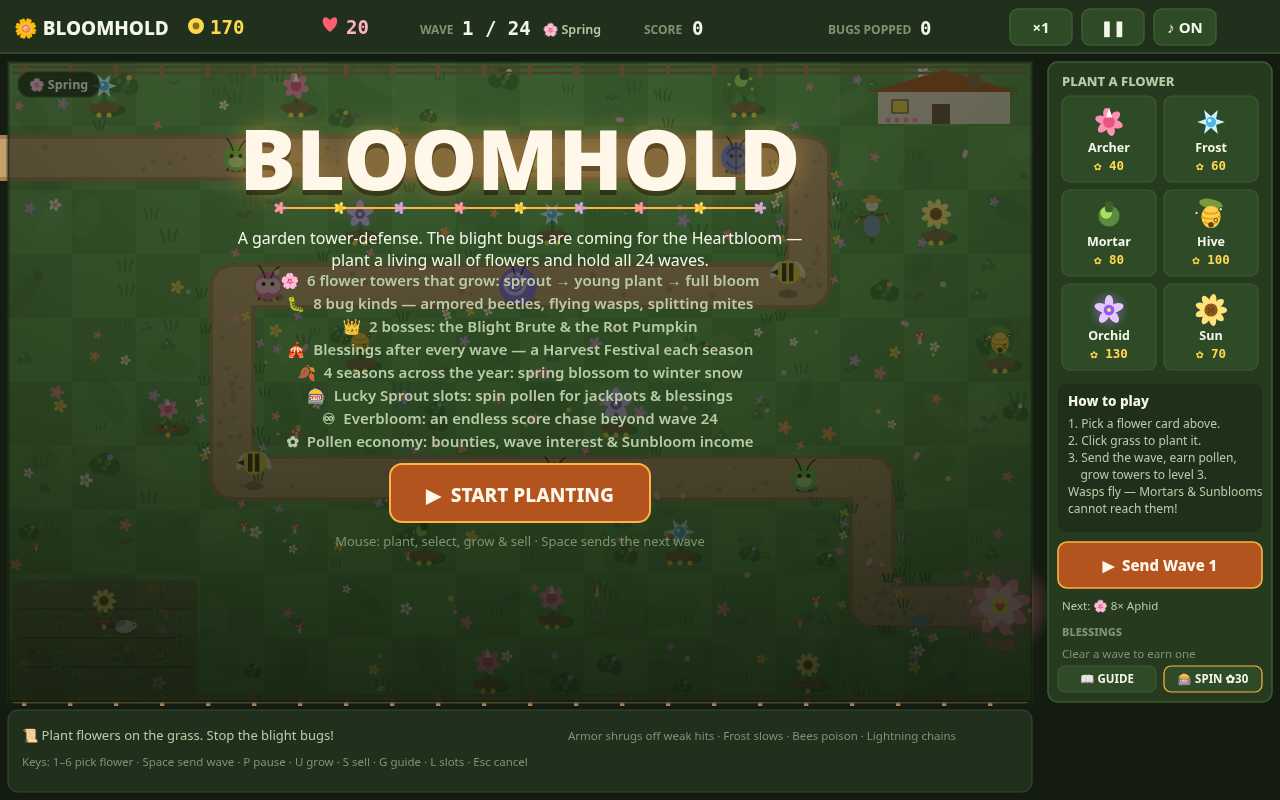 🌼 BLOOMHOLD 170 20 WAVE 1 / 24 🌸 Spring SCORE 0 BUGS POPPED 0 ×1 ❚❚ ♪ ON
🌸 Spring
BLOOMHOLD
A garden tower-defense. The blight bugs are coming for the Heartbloom —
plant a living wall of flowers and hold all 24 waves.
🌸 6 flower towers that grow: sprout → young plant → full bloom
🐛 8 bug kinds — armored beetles, flying wasps, splitting mites
👑 2 bosses: the Blight Brute & the Rot Pumpkin
🎪 Blessings after every wave — a Harvest Festival each season
🍂 4 seasons across the year: spring blossom to winter snow
🎰 Lucky Sprout slots: spin pollen for jackpots & blessings
♾ Everbloom: an endless score chase beyond wave 24
✿ Pollen economy: bounties, wave interest & Sunbloom income
▶ START PLANTING
Mouse: plant, select, grow & sell · Space sends the next wave
PLANT A FLOWER
Archer
✿ 40
Frost
✿ 60
Mortar
✿ 80
Hive
✿ 100
Orchid
✿ 130
Sun
✿ 70
How to play
1. Pick a flower card above.
2. Click grass to plant it.
3. Send the wave, earn pollen,
grow towers to level 3.
Wasps fly — Mortars & Sunblooms
cannot reach them!
▶ Send Wave 1
Next: 🌸 8× Aphid
BLESSINGS
Clear a wave to earn one
📖 GUIDE
🎰 SPIN ✿30
📜 Plant flowers on the grass. Stop the blight bugs!
Armor shrugs off weak hits · Frost slows · Bees poison · Lightning chains
Keys: 1–6 pick flower · Space send wave · P pause · U grow · S sell · G guide · L slots · Esc cancel